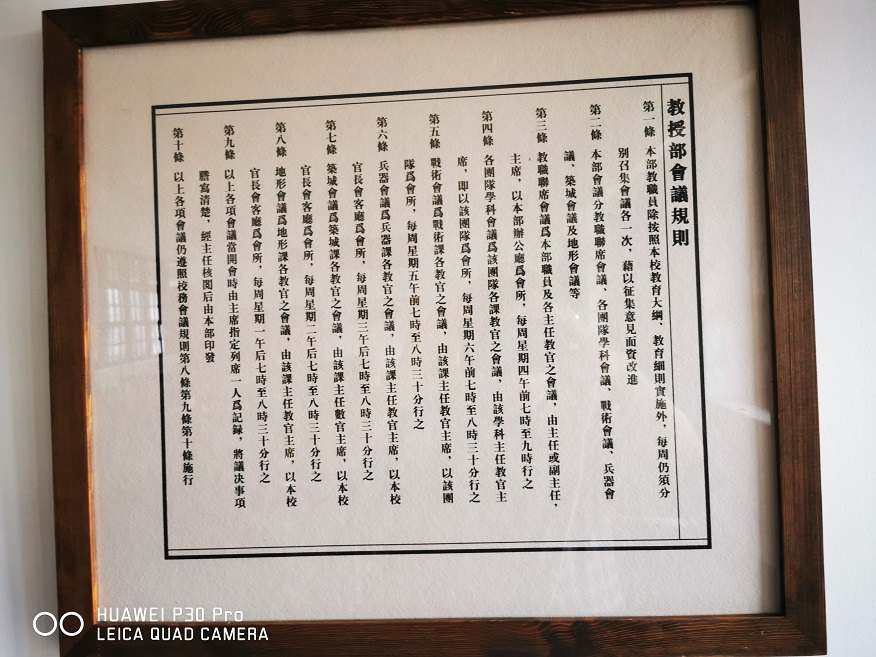 教授部會議規則
第一條 本部教職員除按照本校教育大綱、教育細則實施外，每周仍須分
別召集會議各一次，藉以征集意見而資改進
第二條 本部會議分教職聯席會議、各團隊學科會議、戰術會議、兵器會
議、築城會議及地形會議等
第三條 教職聯席會議爲本部職員及各主任教官之會議，由主任或副主任，
主席，以本部辦公廳爲會所，每周星期四午前七時至九時行之
第四條 各團隊學科會議爲該團隊各課教官之會議，由該學科主任教官主
席，即以該團隊爲會所，每周星期六午前七時至八時三十分行之
第五條 戰術會議爲戰術課各教官之會議，由該課主任教官主席，以該團
隊爲會所，每周星期五午前七時至八時三十分行之
第六條 兵器會議爲兵器課各教官之會議，由該課主任教官主席，以本校
官長會客廳爲會所，每周星期三午后七時至八時三十分行之
第七條 築城會議爲築城課各教官之會議，由該課主任數官主席，以本校
官長會客廳爲會所，每周星期二午后七時至八時三十分行之
第八條 地形會議爲地形課各教官之會議，由該課主任教官主席，以本校
官長會客廳爲會所，每周星期一午后七時至八時三十分行之
第九條 以上各項會議當開會時由主席指定列席一人爲記録，將議决事項
謄寫清楚，經主任核閱后由本部印發
第十條 以上各項會議仍遵照校務會議規則第八條第九條第十條施行
HUAWEI P30 Pro
LEICA QUAD CAMERA